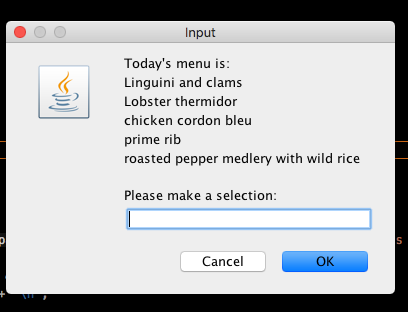 Input
Today's menu is:
Linguini and clams
Lobster thermidor
chicken cordon bleu
prime rib
roasted pepper medlery with wild rice
Please make a selection:
Cancel
OK